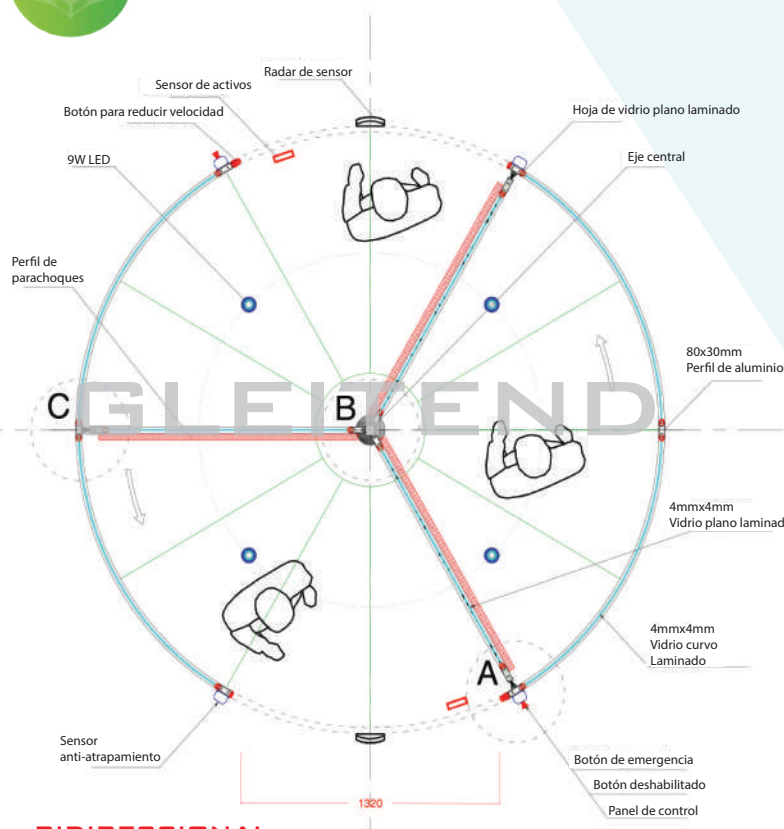 Radar de sensor
Sensor de activos
Botón para reducir velocidad
Hoja de vidrio plano laminado
9W LED
Eje central
Perfil de
parachoques
80x30mm
Perfil de aluminio
C
B
GLEITEND
4mmx4mm
Vidrio plano laminad
4mmx4mm
Vidrio curvo
Laminado
A
Sensor
anti-atrapamiento
Botón de emergencia
Botón deshabilitado
Panel de control
1320